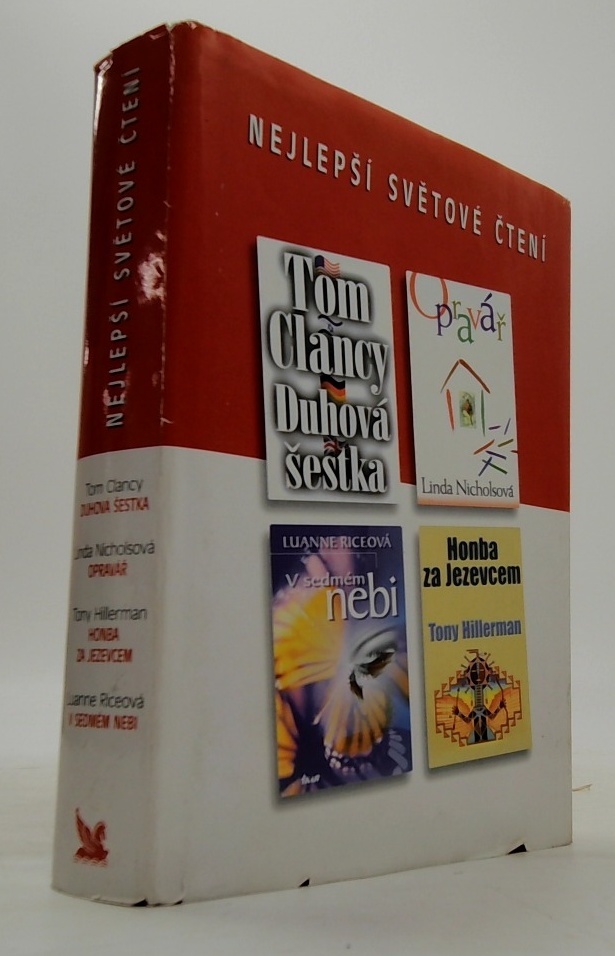 NEJLEPŠÍ SVĚTOVÉ ČTENÍ
Tom Clancy
DUHOVÁ ŠESTKA
Linda Nicholsová
OPRAVÁŘ
Tony Hillerman
HONBA
ZA JEZEVCEM
Luanne Riceová
V SEDMÉM NEBI
NEJLEPŠÍ SVĚTOVÉ ČTENÍ
Tom
Clancy
Duhová
šestka
Opravář
Linda Nicholsová
LUANNE RICEOVÁ
V sedmém
nebi
Honba
za Jezevcem
Tony Hillerman